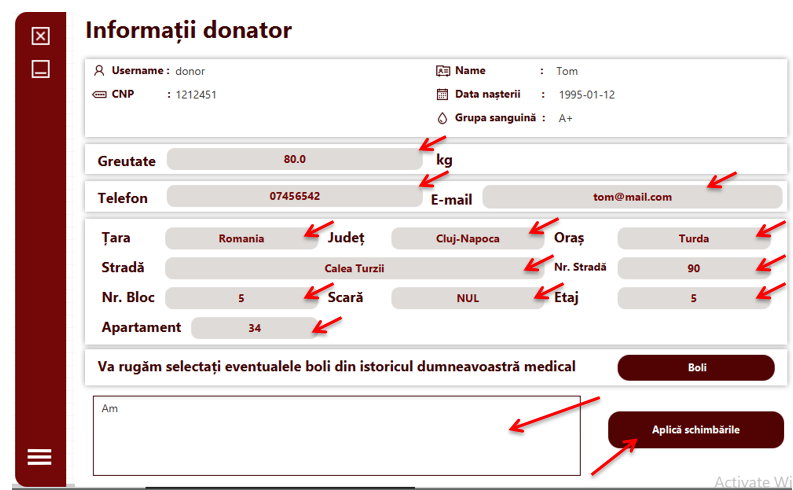 Informații donator
Username : donor
Name : Tom
CNP : 1212451
Data nașterii : 1995-01-12
Grupa sanguină : A+
Greutate 80.0 kg
Telefon 07456542 E-mail tom@mail.com
Țara Romania Județ Cluj-Napoca Oraș Turda
Stradă Calea Turzii Nr. Stradă 90
Nr. Bloc 5 Scară NUL Etaj 5
Apartament 34
Va rugăm selectați eventualele boli din istoricul dumneavoastră medical Boli
Am
Aplică schimbările
Activate Wi